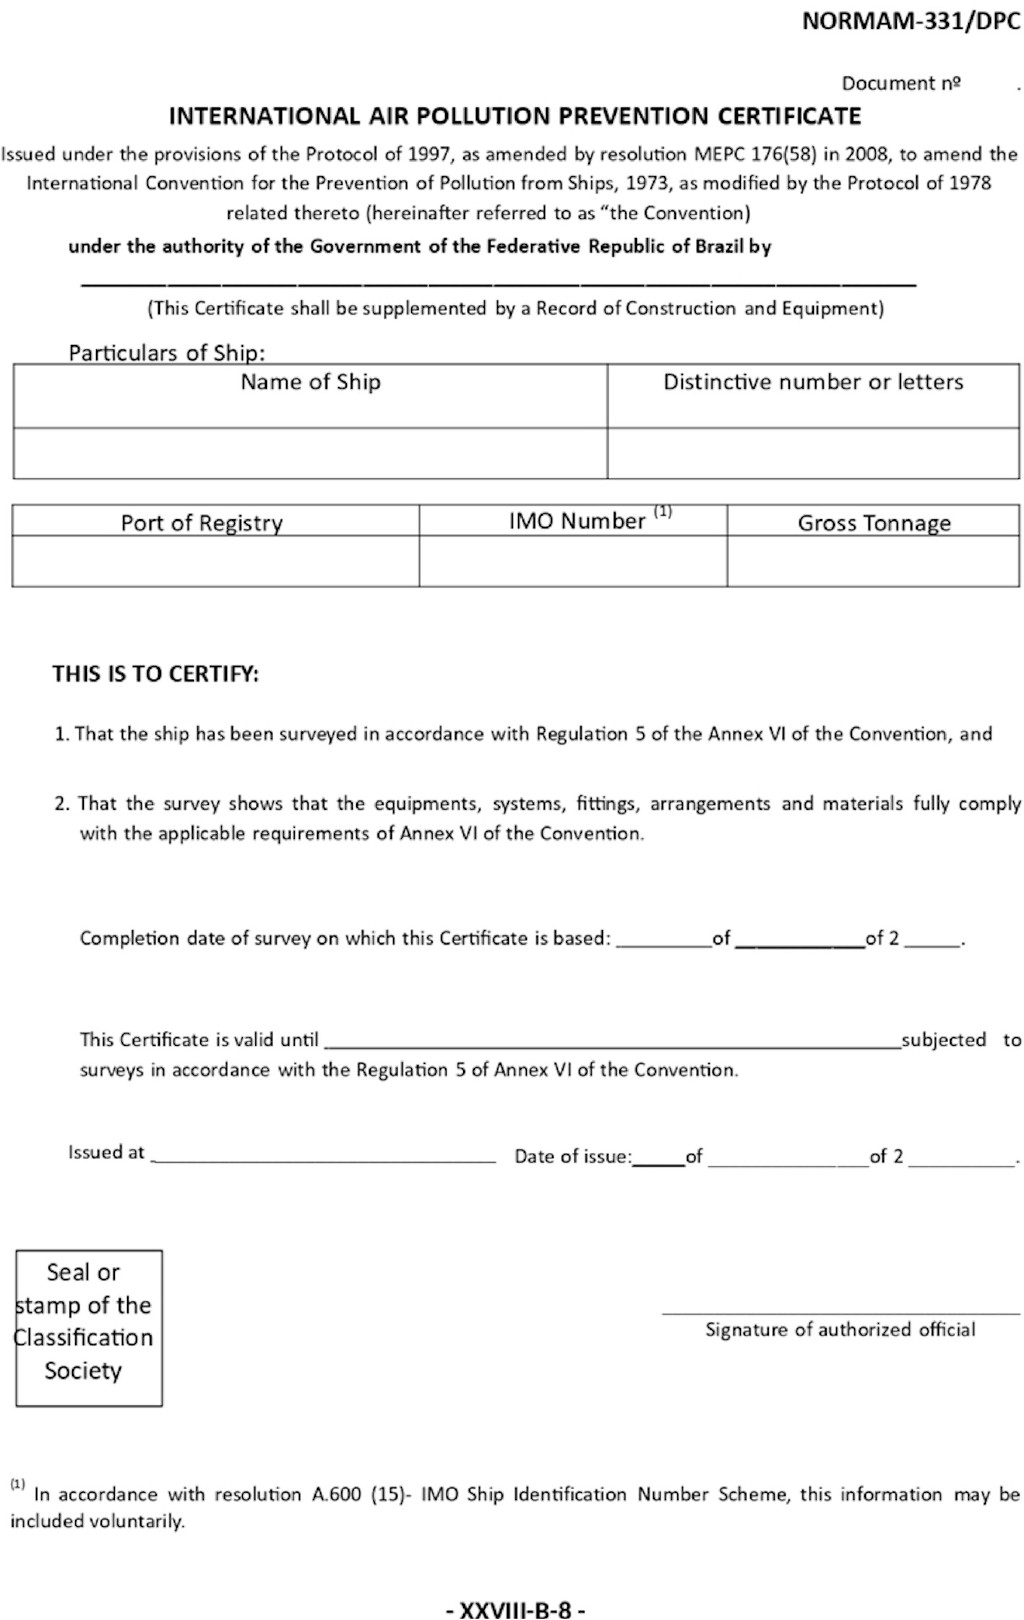 NORMAM-331/DPC
Document nº .
INTERNATIONAL AIR POLLUTION PREVENTION CERTIFICATE
Issued under the provisions of the Protocol of 1997, as amended by resolution MEPC 176(58) in 2008, to amend the
International Convention for the Prevention of Pollution from Ships, 1973, as modified by the Protocol of 1978
related thereto (hereinafter referred to as “the Convention)
under the authority of the Government of the Federative Republic of Brazil by
(This Certificate shall be supplemented by a Record of Construction and Equipment)
Particulars of Ship:
Name of Ship Distinctive number or letters
Port of Registry IMO Number (1) Gross Tonnage
THIS IS TO CERTIFY:
1. That the ship has been surveyed in accordance with Regulation 5 of the Annex VI of the Convention, and
2. That the survey shows that the equipments, systems, fittings, arrangements and materials fully comply
with the applicable requirements of Annex VI of the Convention.
Completion date of survey on which this Certificate is based: _________of ____________of 2 _____.
This Certificate is valid until ______________________________________________________subjected to
surveys in accordance with the Regulation 5 of Annex VI of the Convention.
Issued at ________________________________ Date of issue:_____of _______________of 2 __________.
Seal or
stamp of the
Classification
Society
Signature of authorized official
(1) In accordance with resolution A.600 (15)- IMO Ship Identification Number Scheme, this information may be
included voluntarily.
- XXVIII-B-8 -